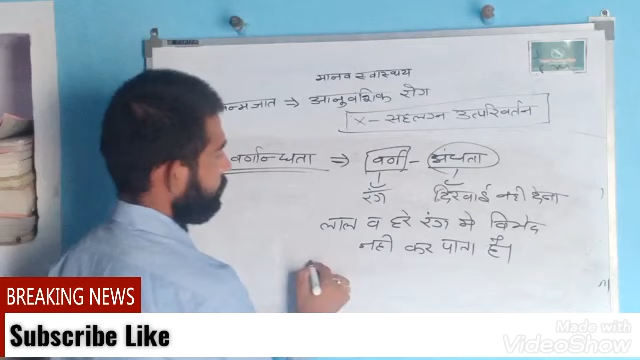 मानव स्वास्थ्य
न्मजात ⇒ आनुवंशिक रोग
X - सहलग्न उत्परिवर्तन
वर्णान्धता ⇒ वर्ण - अंधता
रंग दिखाई नही देना
लाल व हरे रंग मे विभेद
नही कर पाता है।
BREAKING NEWS
Subscribe Like
Made with
VideoShow